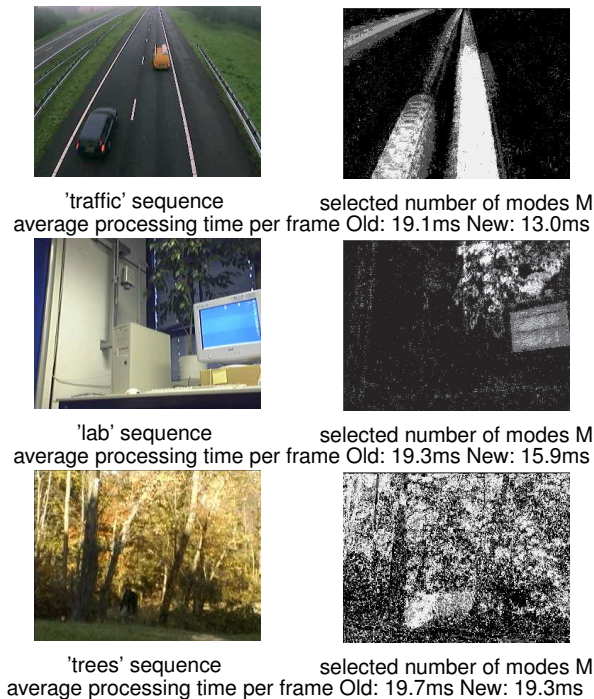 'traffic' sequence selected number of modes M
average processing time per frame Old: 19.1ms New: 13.0ms
'lab' sequence selected number of modes M
average processing time per frame Old: 19.3ms New: 15.9ms
'trees' sequence selected number of modes M
average processing time per frame Old: 19.7ms New: 19.3ms